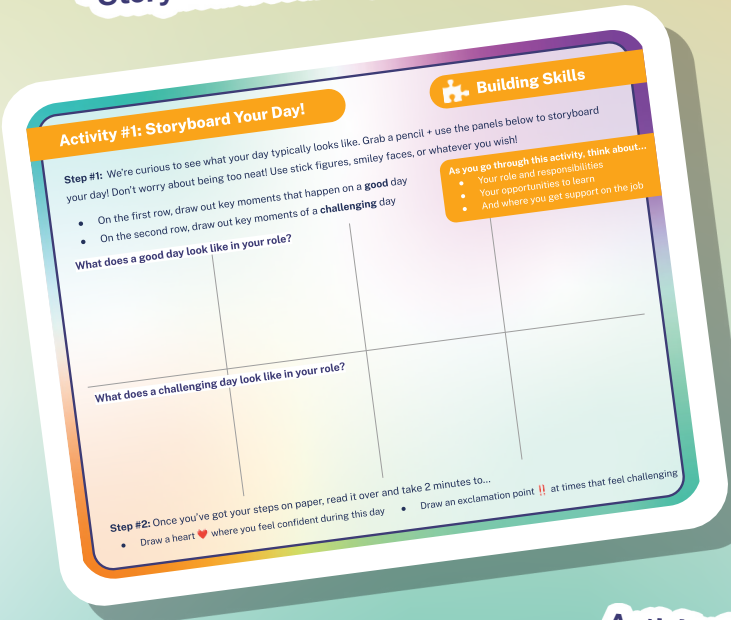 Story
Activity #1: Storyboard Your Day!
Building Skills
Step #1: We're curious to see what your day typically looks like. Grab a pencil + use the panels below to storyboard
your day! Don't worry about being too neat! Use stick figures, smiley faces, or whatever you wish!
• On the first row, draw out key moments that happen on a good day
• On the second row, draw out key moments of a challenging day
As you go through this activity, think about...
• Your role and responsibilities
• Your opportunities to learn
• And where you get support on the job
What does a good day look like in your role?
What does a challenging day look like in your role?
Step #2: Once you've got your steps on paper, read it over and take 2 minutes to...
• Draw a heart ❤️ where you feel confident during this day
• Draw an exclamation point ‼️ at times that feel challenging